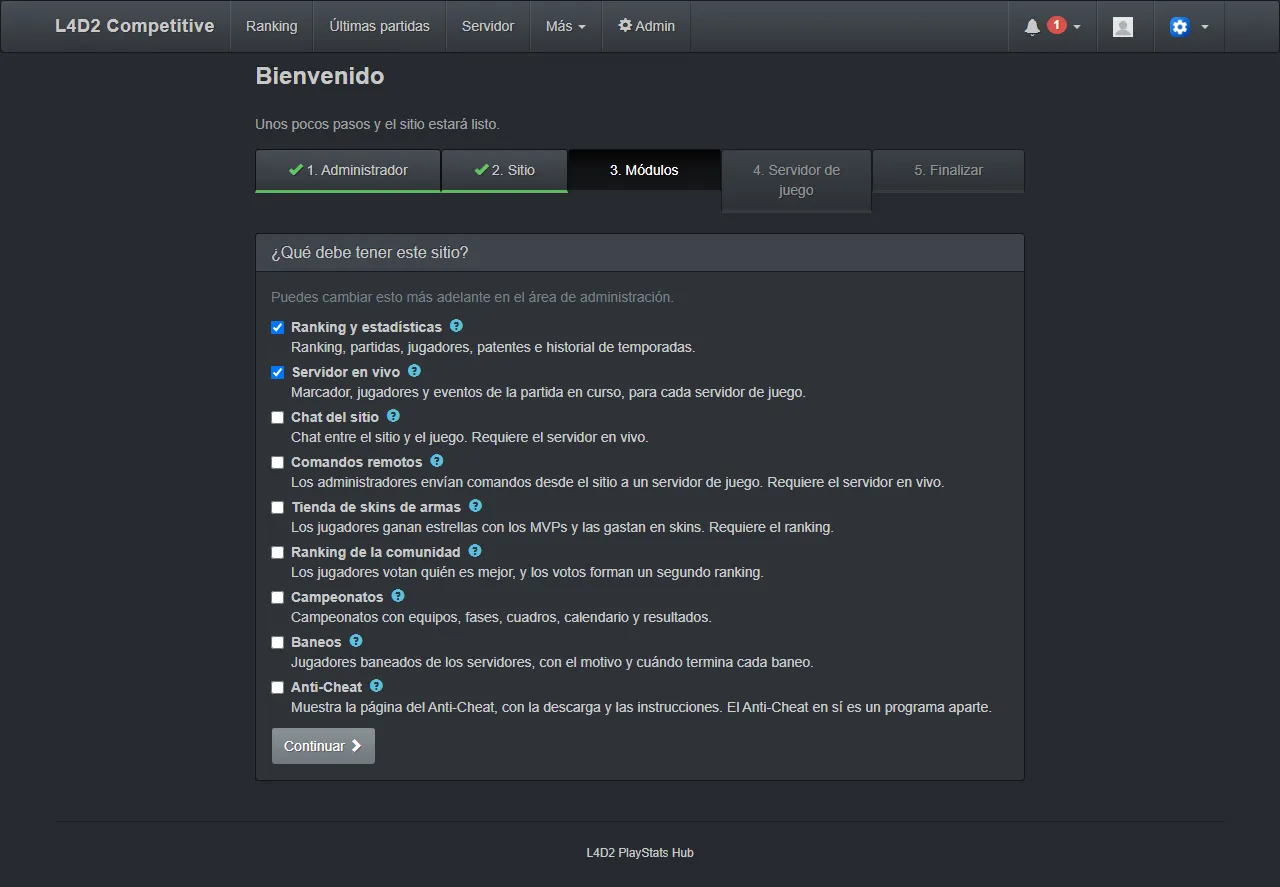 L4D2 Competitive
Ranking
Últimas partidas
Servidor
Más
Admin
1
Bienvenido
Unos pocos pasos y el sitio estará listo.
1. Administrador
2. Sitio
3. Módulos
4. Servidor de
juego
5. Finalizar
¿Qué debe tener este sitio?
Puedes cambiar esto más adelante en el área de administración.
Ranking y estadísticas ?
Ranking, partidas, jugadores, patentes e historial de temporadas.
Servidor en vivo ?
Marcador, jugadores y eventos de la partida en curso, para cada servidor de juego.
Chat del sitio ?
Chat entre el sitio y el juego. Requiere el servidor en vivo.
Comandos remotos ?
Los administradores envían comandos desde el sitio a un servidor de juego. Requiere el servidor en vivo.
Tienda de skins de armas ?
Los jugadores ganan estrellas con los MVPs y las gastan en skins. Requiere el ranking.
Ranking de la comunidad ?
Los jugadores votan quién es mejor, y los votos forman un segundo ranking.
Campeonatos ?
Campeonatos con equipos, fases, cuadros, calendario y resultados.
Baneos ?
Jugadores baneados de los servidores, con el motivo y cuándo termina cada baneo.
Anti-Cheat ?
Muestra la página del Anti-Cheat, con la descarga y las instrucciones. El Anti-Cheat en sí es un programa aparte.
Continuar
L4D2 PlayStats Hub